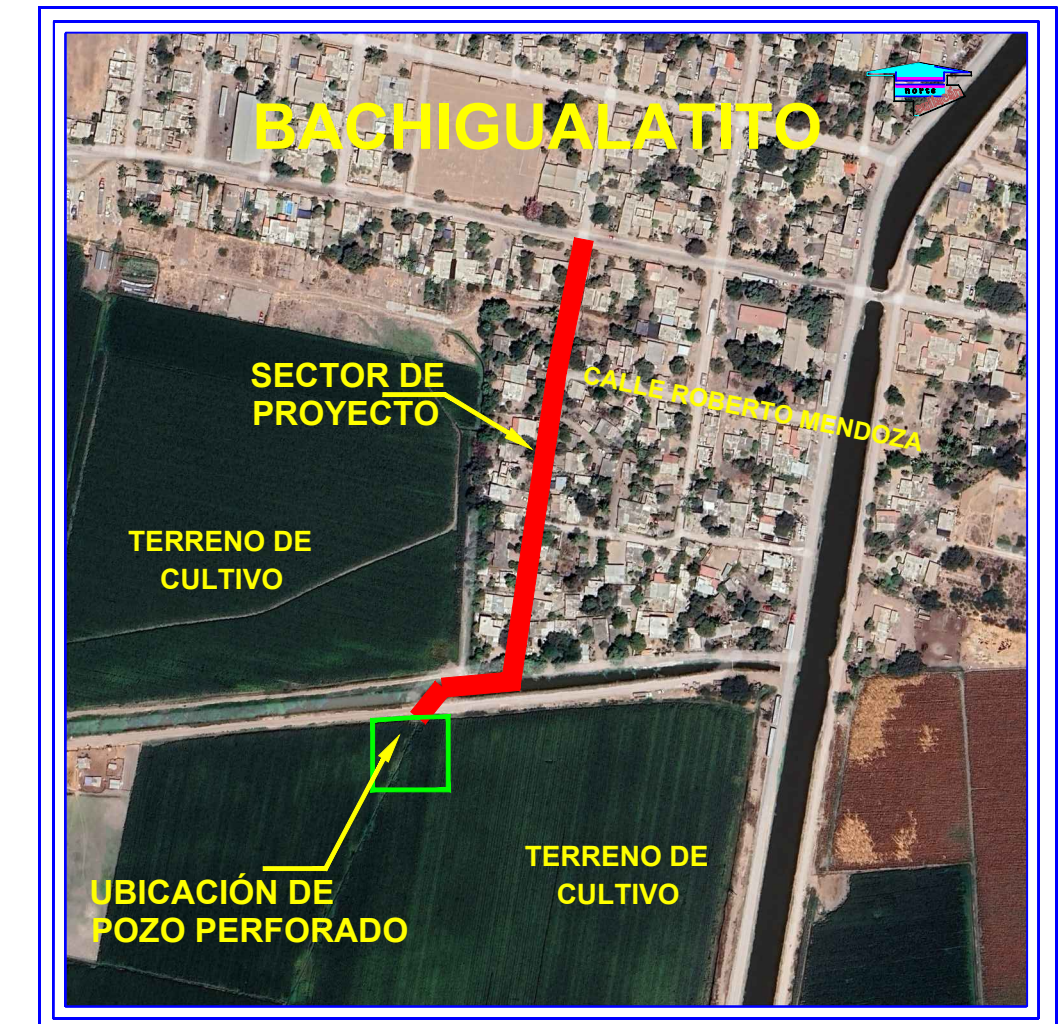 BACHIGUALATITO
norte
SECTOR DE
PROYECTO
CALLE ROBERTO MENDOZA
TERRENO DE
CULTIVO
TERRENO DE
CULTIVO
UBICACIÓN DE
POZO PERFORADO